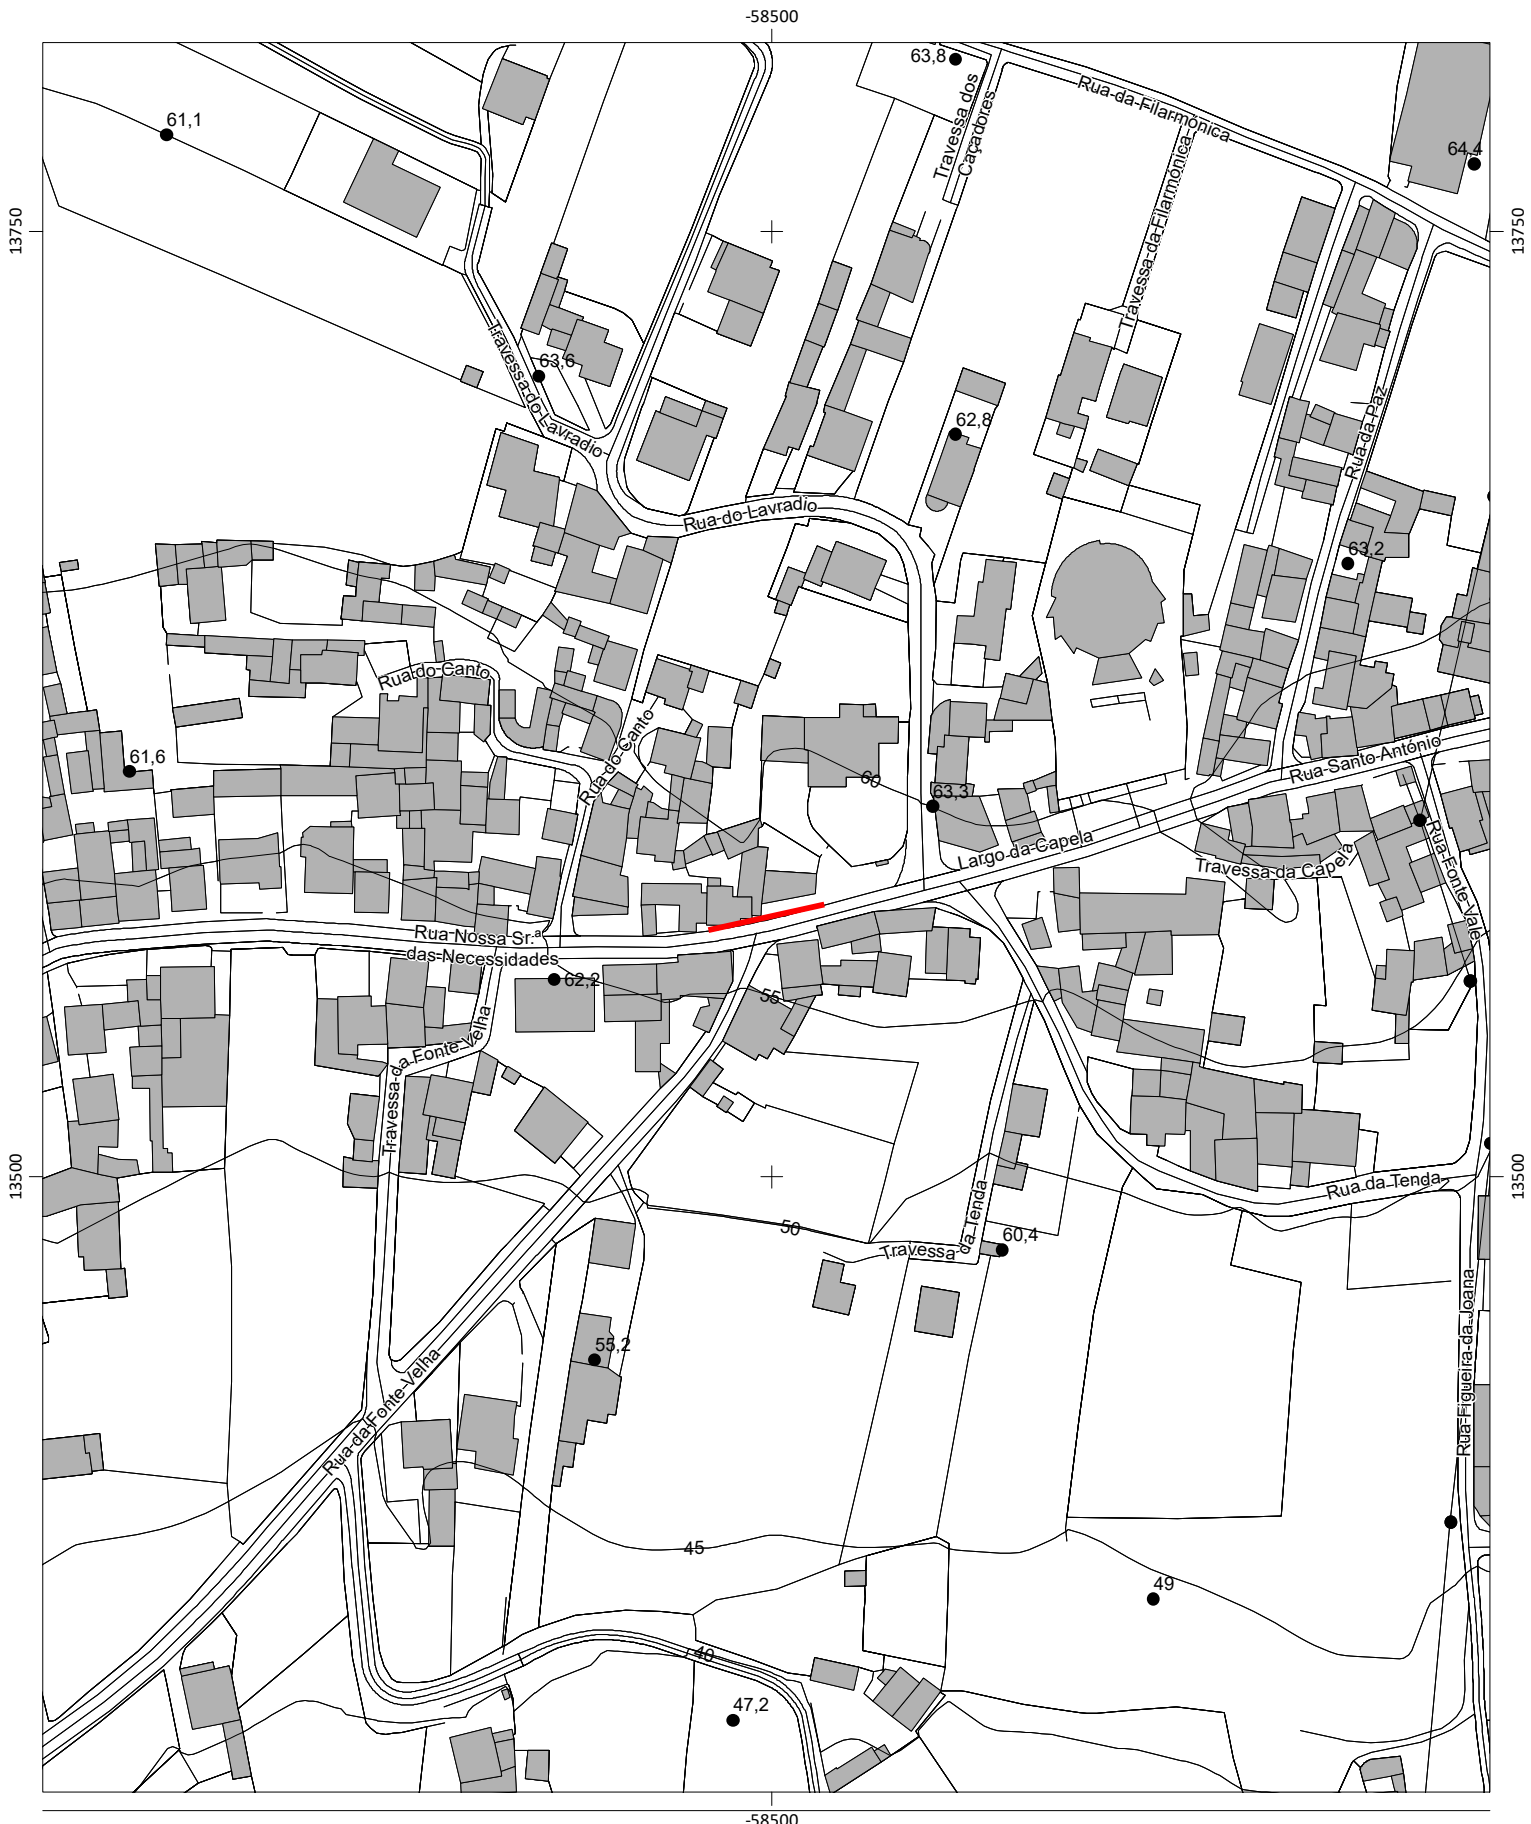 -58500
63,8
Travessa dos
Caçadores
Rua da Filarmónica
61,1
64,4
Travessa da Filarmónica
13750
13750
Travessa do Lavradio
63,6
62,8
Rua da Paz
Rua do Lavradio
63,2
Rua do Canto
Rua do Canto
61,6
60
63,3
Rua Santo António
Largo da Capela
Travessa da Capela
Rua Fonte Vale
Rua Nossa Sr.ª
das Necessidades
62,2
55
Travessa da Fonte Velha
Travessa da Fonte Velha
13500
13500
Rua da Tenda
50
Travessa
da Tenda
60,4
Rua Figueira da Joana
55,2
Rua da Fonte Velha
45
49
40
47,2
-58500